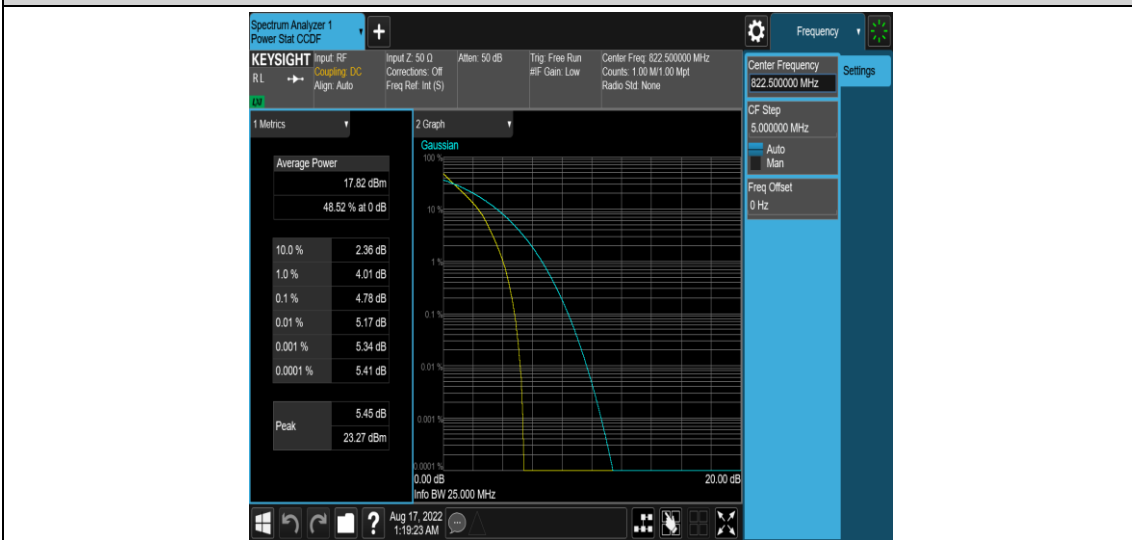 Spectrum Analyzer 1
Power Stat CCDF
+
Frequency
KEYSIGHT
RL
LXI
Input: RF
Coupling: DC
Align: Auto
Input Z: 50 Ω
Corrections: Off
Freq Ref: Int (S)
Atten: 50 dB
Trig: Free Run
#IF Gain: Low
Center Freq: 822.500000 MHz
Counts: 1.00 M/1.00 Mpt
Radio Std: None
Center Frequency
822.500000 MHz
Settings
CF Step
5.000000 MHz
Auto
Man
Freq Offset
0 Hz
1 Metrics
Average Power
17.82 dBm
48.52 % at 0 dB
10.0 % 2.36 dB
1.0 % 4.01 dB
0.1 % 4.78 dB
0.01 % 5.17 dB
0.001 % 5.34 dB
0.0001 % 5.41 dB
Peak
5.45 dB
23.27 dBm
2 Graph
Gaussian
100 %
10 %
1 %
0.1 %
0.01 %
0.001 %
0.0001 %
0.00 dB 20.00 dB
Info BW 25.000 MHz
?
Aug 17, 2022
1:19:23 AM